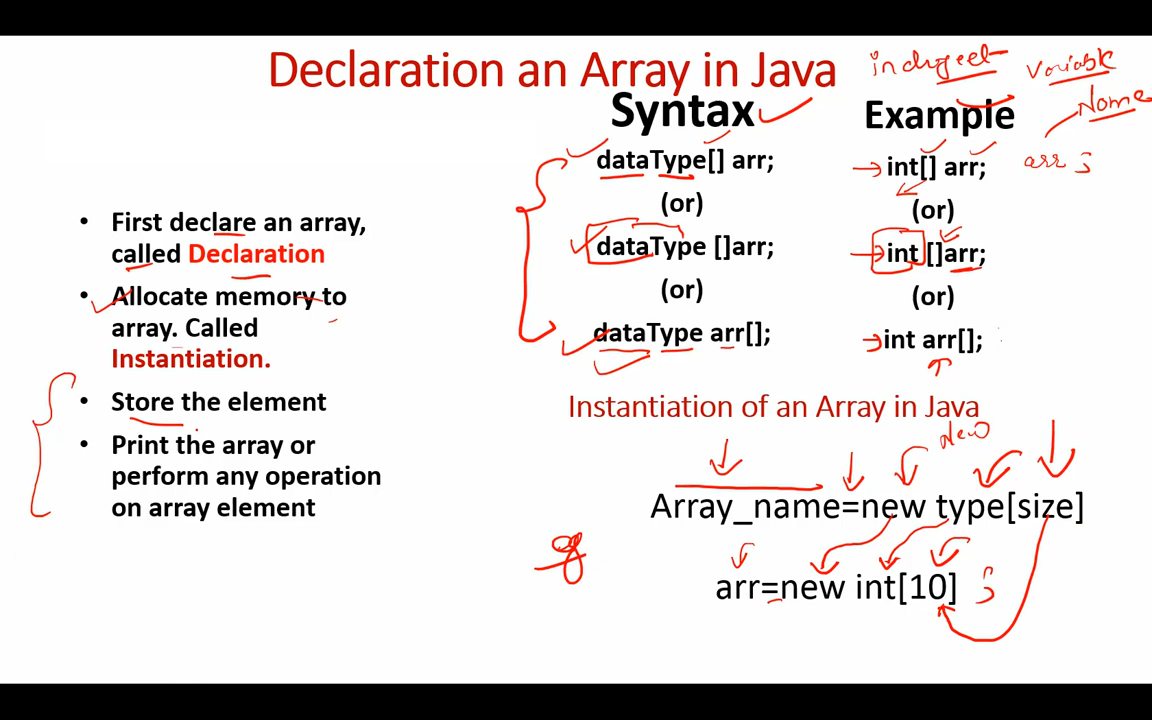 Declaration an Array in Java
variable
Name
arr ;
Syntax
Example
dataType[] arr;
int[] arr;
(or)
(or)
dataType []arr;
int []arr;
(or)
(or)
dataType arr[];
int arr[];
• First declare an array,
called Declaration
• Allocate memory to
array. Called
Instantiation.
• Store the element
• Print the array or
perform any operation
on array element
Instantiation of an Array in Java
new
Array_name=new type[size]
eg
arr=new int[10] ;